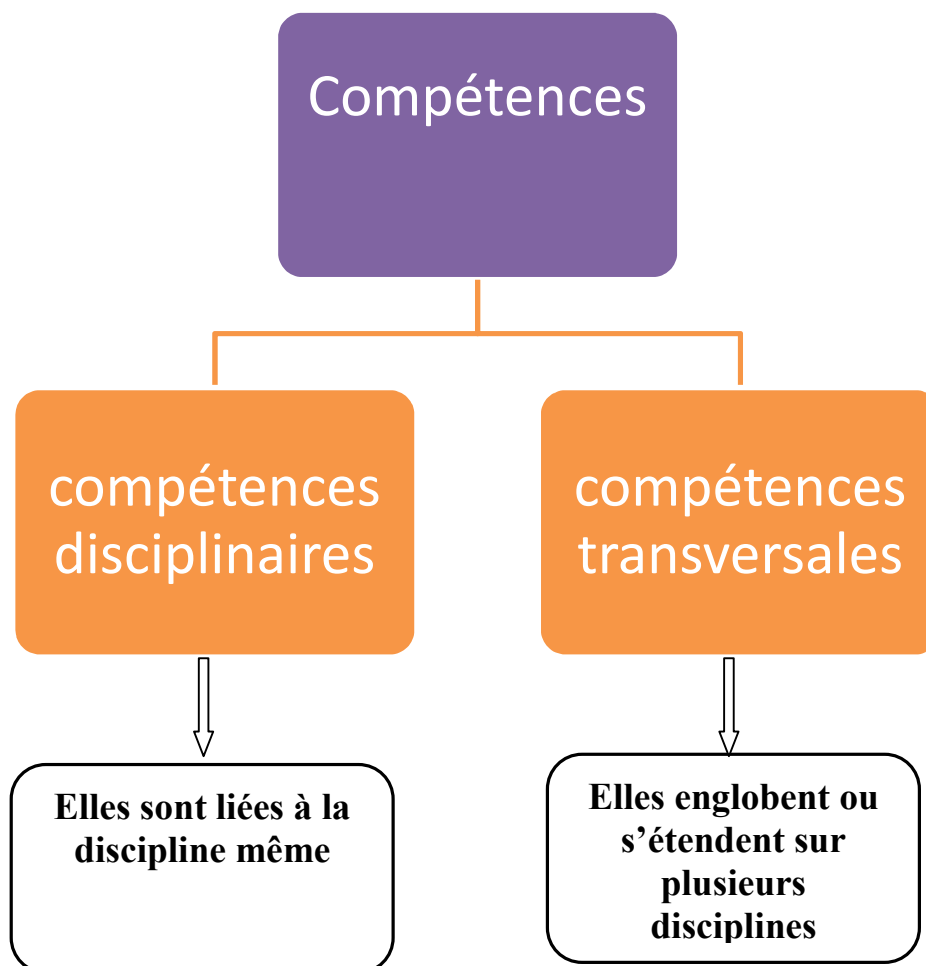 Compétences
compétences
disciplinaires
compétences
transversales
Elles sont liées à la
discipline même
Elles englobent ou
s’étendent sur
plusieurs
disciplines